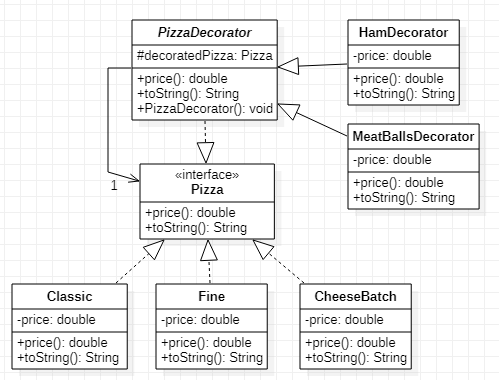 PizzaDecorator
#decoratedPizza: Pizza
+price(): double
+toString(): String
+PizzaDecorator(): void
HamDecorator
-price: double
+price(): double
+toString(): String
MeatBallsDecorator
-price: double
+price(): double
+toString(): String
1
«interface»
Pizza
+price(): double
+toString(): String
Classic
-price: double
+price(): double
+toString(): String
Fine
-price: double
+price(): double
+toString(): String
CheeseBatch
-price: double
+price(): double
+toString(): String